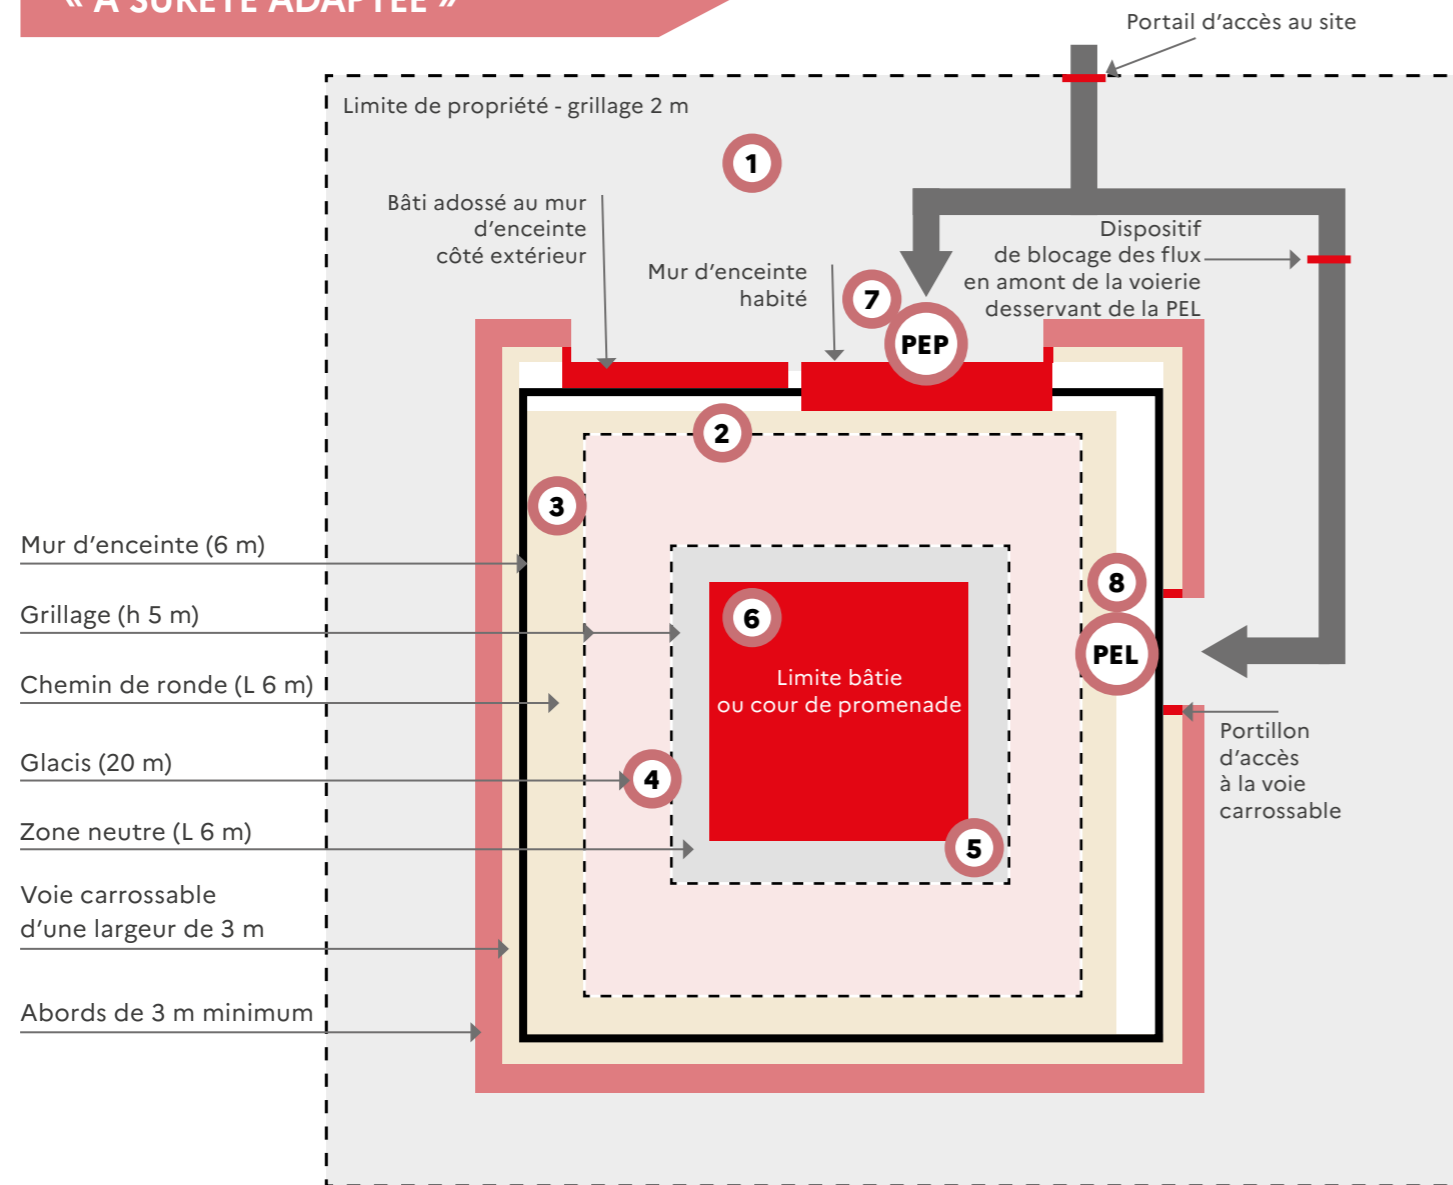 « À SÛRETÉ ADAPTÉE »
Portail d’accès au site
Limite de propriété - grillage 2 m
1
Bâti adossé au mur
d’enceinte
côté extérieur
Mur d’enceinte
habité
7
PEP
Dispositif
de blocage des flux
en amont de la voierie
desservant de la PEL
2
3
Mur d’enceinte (6 m)
Grillage (h 5 m)
Chemin de ronde (L 6 m)
Glacis (20 m)
Zone neutre (L 6 m)
Voie carrossable
d’une largeur de 3 m
Abords de 3 m minimum
6
Limite bâtie
ou cour de promenade
4
5
8
PEL
Portillon
d’accès
à la voie
carrossable